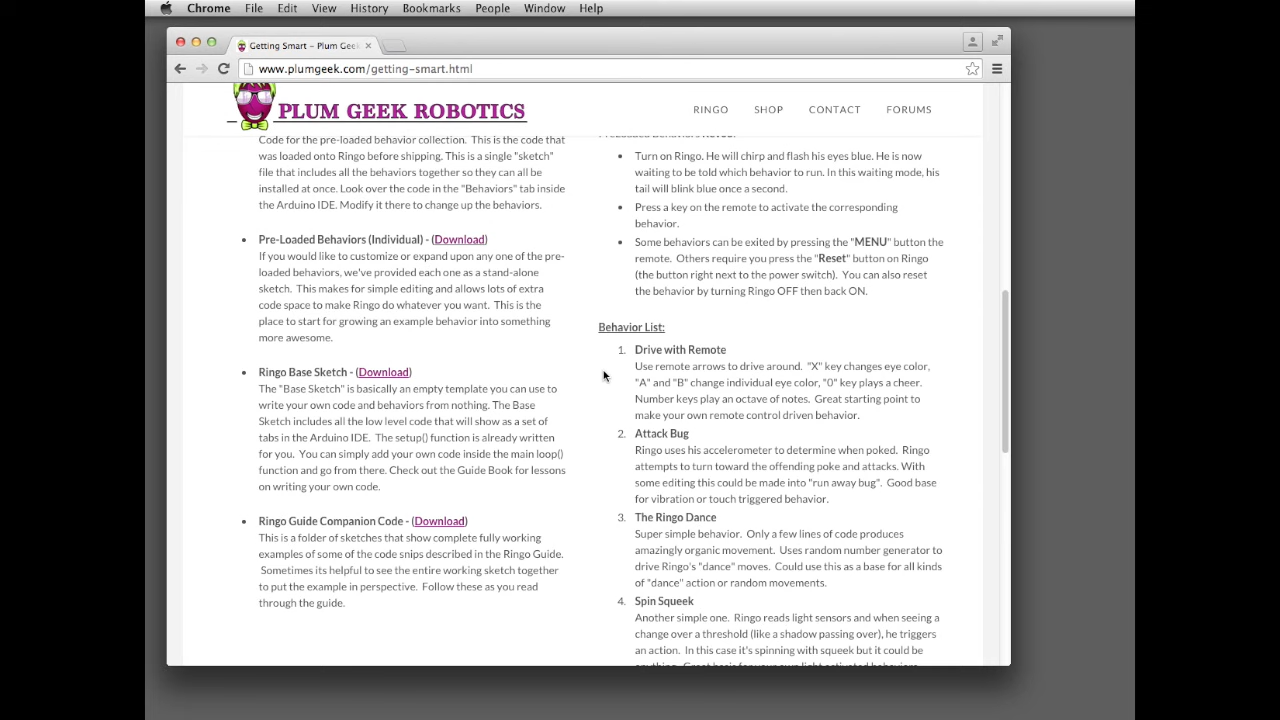 Chrome File Edit View History Bookmarks People Window Help
Getting Smart - Plum Geek
www.plumgeek.com/getting-smart.html
PLUM GEEK ROBOTICS
RINGO SHOP CONTACT FORUMS
Code for the pre-loaded behavior collection. This is the code that
was loaded onto Ringo before shipping. This is a single "sketch"
file that includes all the behaviors together so they can all be
installed at once. Look over the code in the "Behaviors" tab inside
the Arduino IDE. Modify it there to change up the behaviors.
• Pre-Loaded Behaviors (Individual) - (Download)
If you would like to customize or expand upon any one of the pre-
loaded behaviors, we've provided each one as a stand-alone
sketch. This makes for simple editing and allows lots of extra
code space to make Ringo do whatever you want. This is the
place to start for growing an example behavior into something
more awesome.
• Ringo Base Sketch - (Download)
The "Base Sketch" is basically an empty template you can use to
write your own code and behaviors from nothing. The Base
Sketch includes all the low level code that will show as a set of
tabs in the Arduino IDE. The setup() function is already written
for you. You can simply add your own code inside the main loop()
function and go from there. Check out the Guide Book for lessons
on writing your own code.
• Ringo Guide Companion Code - (Download)
This is a folder of sketches that show complete fully working
examples of some of the code snips described in the Ringo Guide.
Sometimes its helpful to see the entire working sketch together
to put the example in perspective. Follow these as you read
through the guide.
• Turn on Ringo. He will chirp and flash his eyes blue. He is now
waiting to be told which behavior to run. In this waiting mode, his
tail will blink blue once a second.
• Press a key on the remote to activate the corresponding
behavior.
• Some behaviors can be exited by pressing the "MENU" button the
remote. Others require you press the "Reset" button on Ringo
(the button right next to the power switch). You can also reset
the behavior by turning Ringo OFF then back ON.
Behavior List:
1. Drive with Remote
Use remote arrows to drive around. "X" key changes eye color,
"A" and "B" change individual eye color, "0" key plays a cheer.
Number keys play an octave of notes. Great starting point to
make your own remote control driven behavior.
2. Attack Bug
Ringo uses his accelerometer to determine when poked. Ringo
attempts to turn toward the offending poke and attacks. With
some editing this could be made into "run away bug". Good base
for vibration or touch triggered behavior.
3. The Ringo Dance
Super simple behavior. Only a few lines of code produces
amazingly organic movement. Uses random number generator to
drive Ringo's "dance" moves. Could use this as a base for all kinds
of "dance" action or random movements.
4. Spin Squeek
Another simple one. Ringo reads light sensors and when seeing a
change over a threshold (like a shadow passing over), he triggers
an action. In this case it's spinning with squeek but it could be